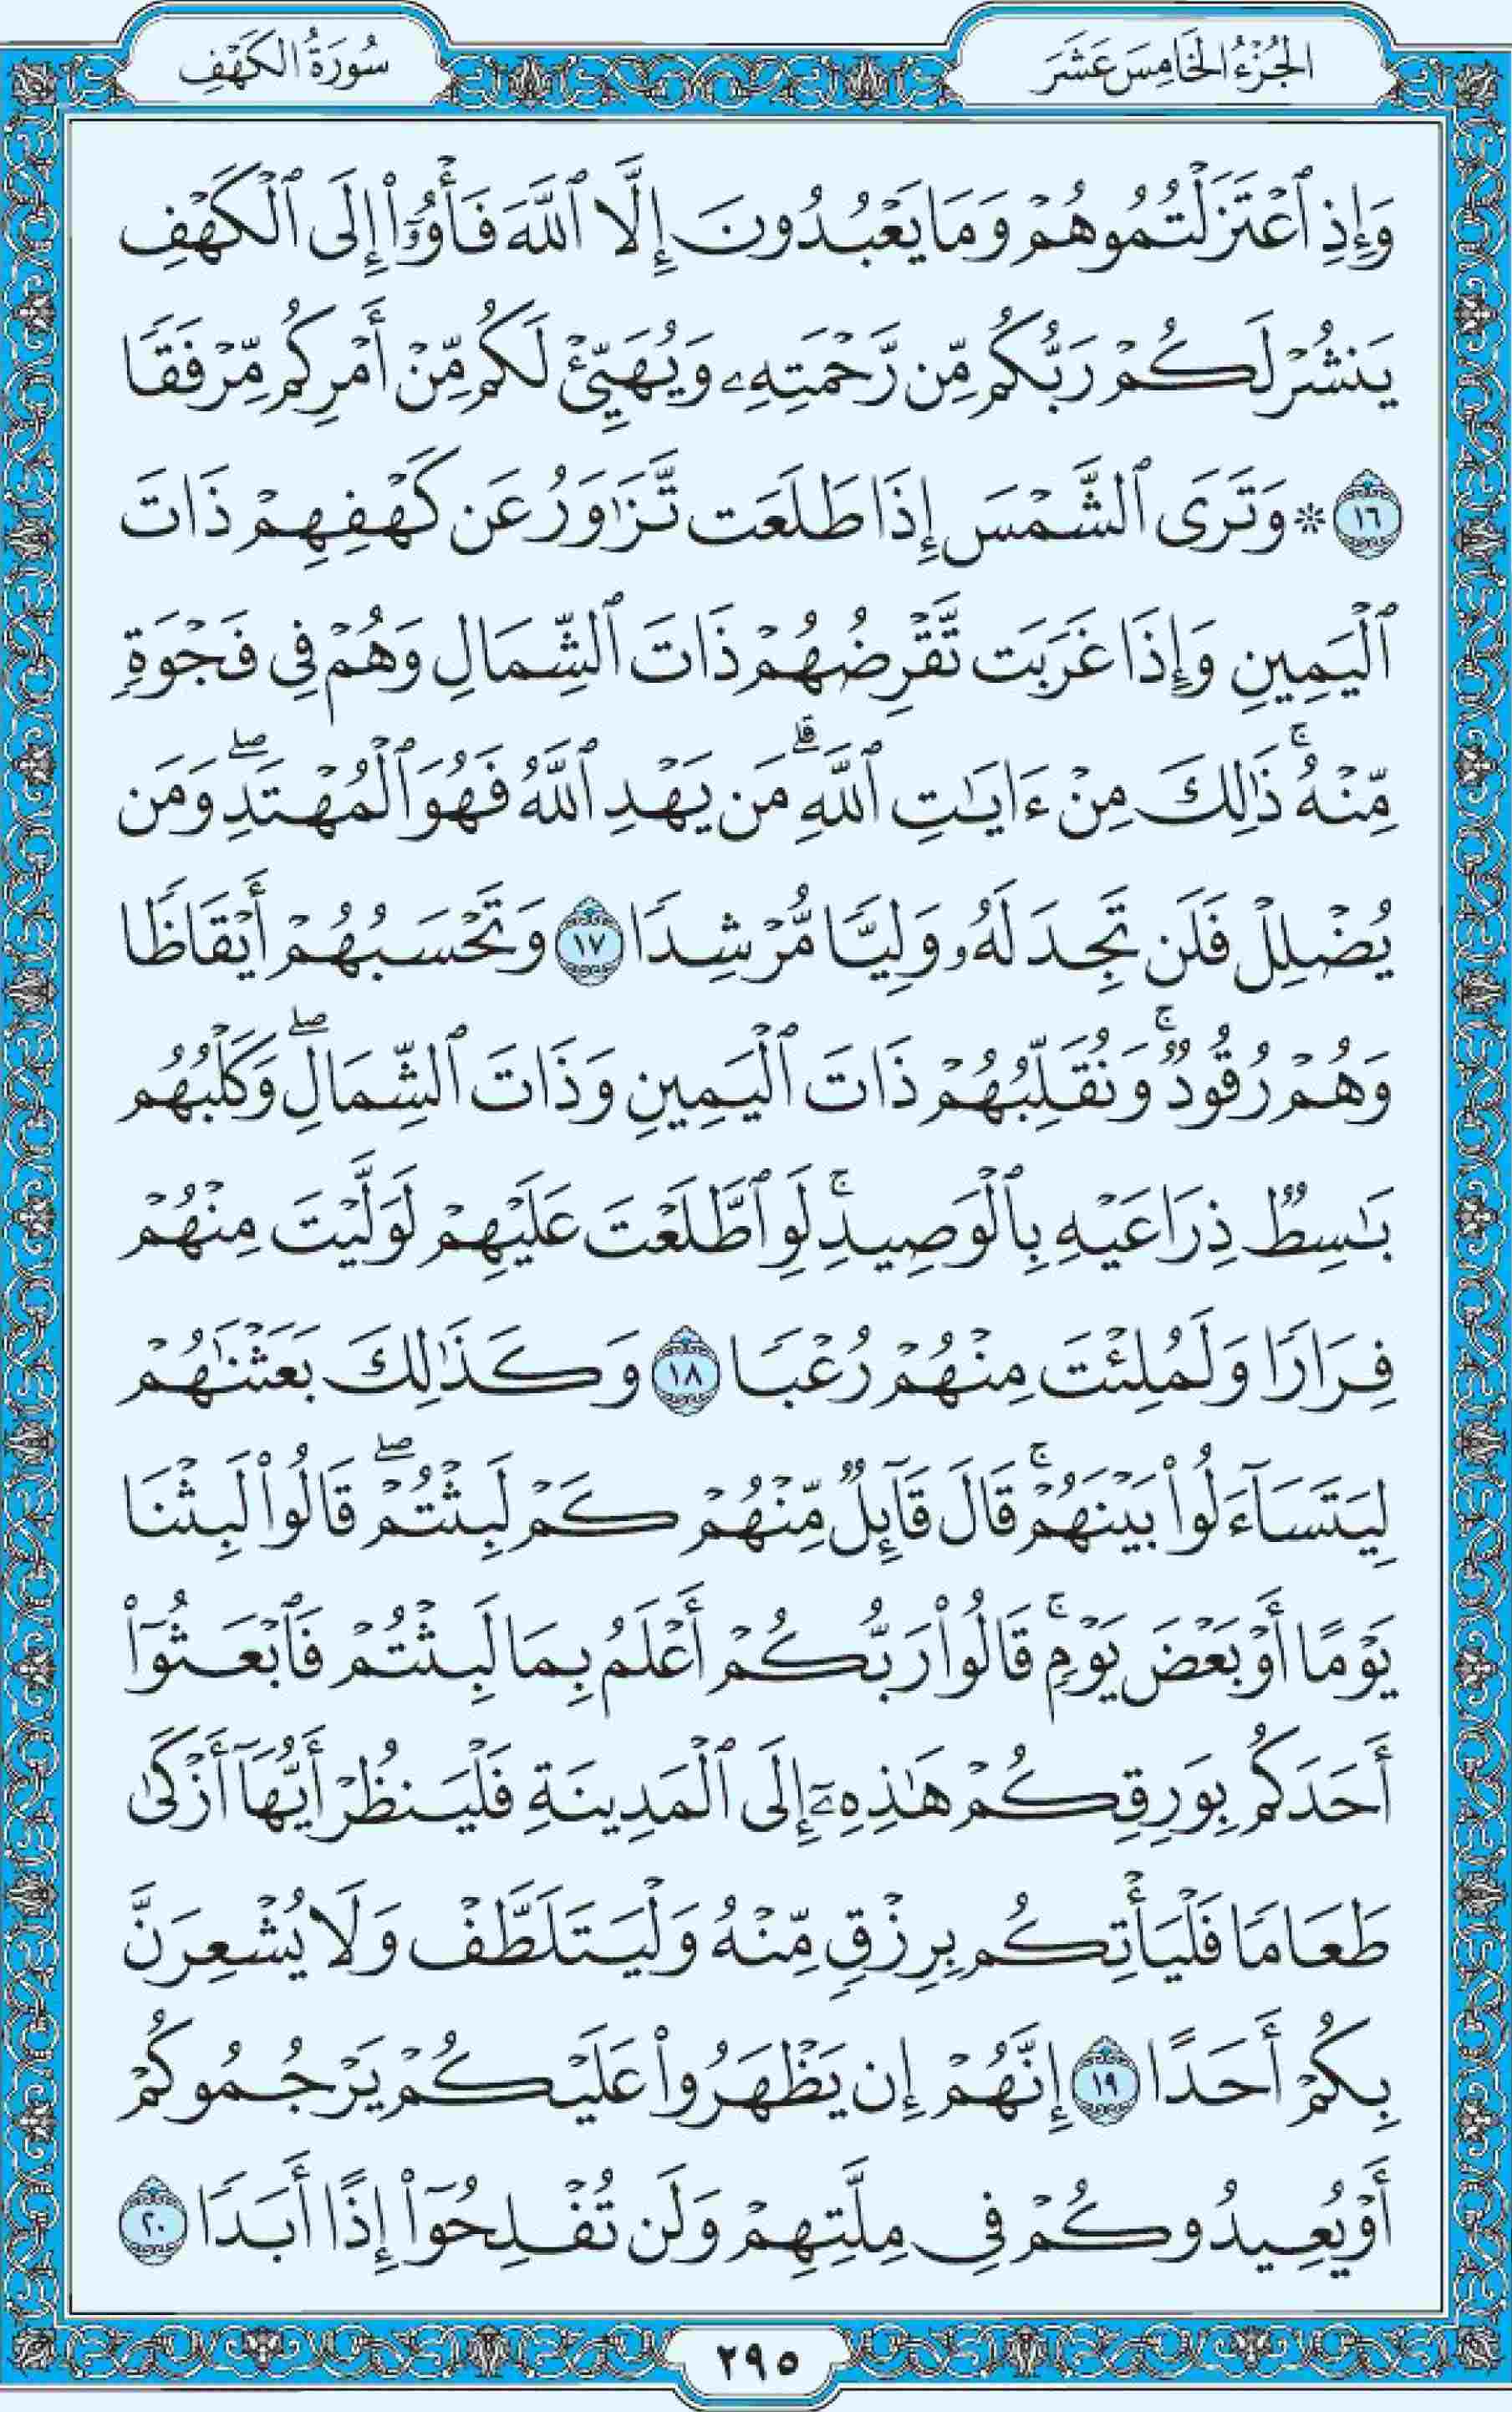 الجُزْءُ الخَامِسَ عَشَرَ
سُورَةُ الكَهْفِ
وَإِذِ ٱعْتَزَلْتُمُوهُمْ وَمَا يَعْبُدُونَ إِلَّا ٱللَّهَ فَأْوُۥٓا۟ إِلَى ٱلْكَهْفِ
يَنشُرْ لَكُمْ رَبُّكُم مِّن رَّحْمَتِهِۦ وَيُهَيِّئْ لَكُم مِّنْ أَمْرِكُم مِّرْفَقًا
١٦ ۞ وَتَرَى ٱلشَّمْسَ إِذَا طَلَعَت تَّزَٰوَرُ عَن كَهْفِهِمْ ذَاتَ
ٱلْيَمِينِ وَإِذَا غَرَبَت تَّقْرِضُهُمْ ذَاتَ ٱلشِّمَالِ وَهُمْ فِى فَجْوَةٍ
مِّنْهُ ۚ ذَٰلِكَ مِنْ ءَايَٰتِ ٱللَّهِ ۗ مَن يَهْدِ ٱللَّهُ فَهُوَ ٱلْمُهْتَدِ ۖ وَمَن
يُضْلِلْ فَلَن تَجِدَ لَهُۥ وَلِيًّا مُّرْشِدًا ١٧ وَتَحْسَبُهُمْ أَيْقَاظًا
وَهُمْ رُقُودٌ ۚ وَنُقَلِّبُهُمْ ذَاتَ ٱلْيَمِينِ وَذَاتَ ٱلشِّمَالِ ۖ وَكَلْبُهُم
بَٰسِطٌ ذِرَاعَيْهِ بِٱلْوَصِيدِ ۚ لَوِ ٱطَّلَعْتَ عَلَيْهِمْ لَوَلَّيْتَ مِنْهُمْ
فِرَارًا وَلَمُلِئْتَ مِنْهُمْ رُعْبًا ١٨ وَكَذَٰلِكَ بَعَثْنَٰهُمْ
لِيَتَسَآءَلُوا۟ بَيْنَهُمْ ۚ قَالَ قَآئِلٌ مِّنْهُمْ كَمْ لَبِثْتُمْ ۖ قَالُوا۟ لَبِثْنَا
يَوْمًا أَوْ بَعْضَ يَوْمٍ ۚ قَالُوا۟ رَبُّكُمْ أَعْلَمُ بِمَا لَبِثْتُمْ فَٱبْعَثُوٓا۟
أَحَدَكُم بِوَرِقِكُمْ هَٰذِهِۦٓ إِلَى ٱلْمَدِينَةِ فَلْيَنظُرْ أَيُّهَآ أَزْكَىٰ
طَعَامًا فَلْيَأْتِكُم بِرِزْقٍ مِّنْهُ وَلْيَتَلَطَّفْ وَلَا يُشْعِرَنَّ
بِكُمْ أَحَدًا ١٩ إِنَّهُمْ إِن يَظْهَرُوا۟ عَلَيْكُمْ يَرْجُمُوكُمْ
أَوْ يُعِيدُوكُمْ فِى مِلَّتِهِمْ وَلَن تُفْلِحُوٓا۟ إِذًا أَبَدًا ٢٠
٢٩٥